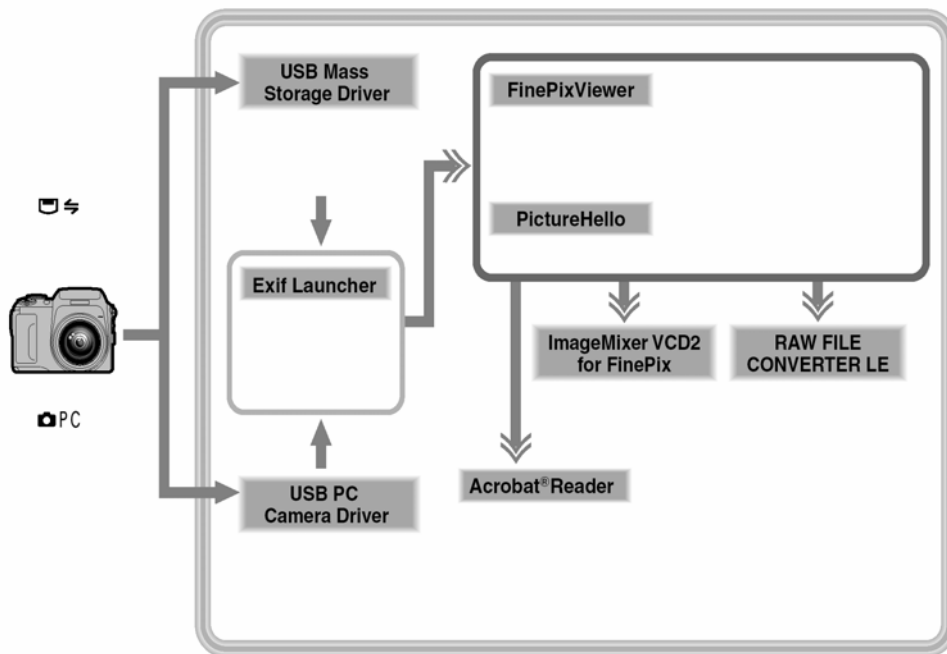 USB Mass
Storage Driver
FinePixViewer
PictureHello
Exif Launcher
ImageMixer VCD2
for FinePix
RAW FILE
CONVERTER LE
PC
Acrobat®Reader
USB PC
Camera Driver